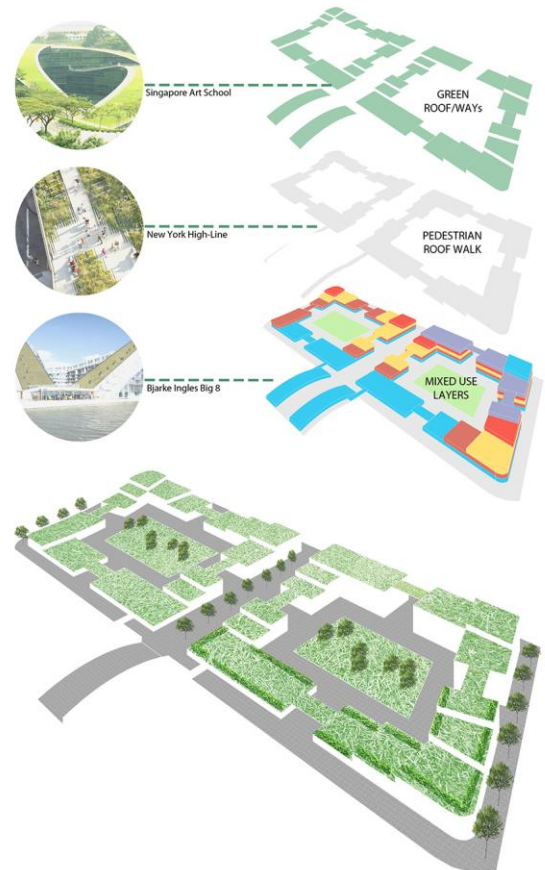 Singapore Art School
GREEN
ROOF/WAYs
New York High-Line
PEDESTRIAN
ROOF WALK
Bjarke Ingles Big 8
MIXED USE
LAYERS